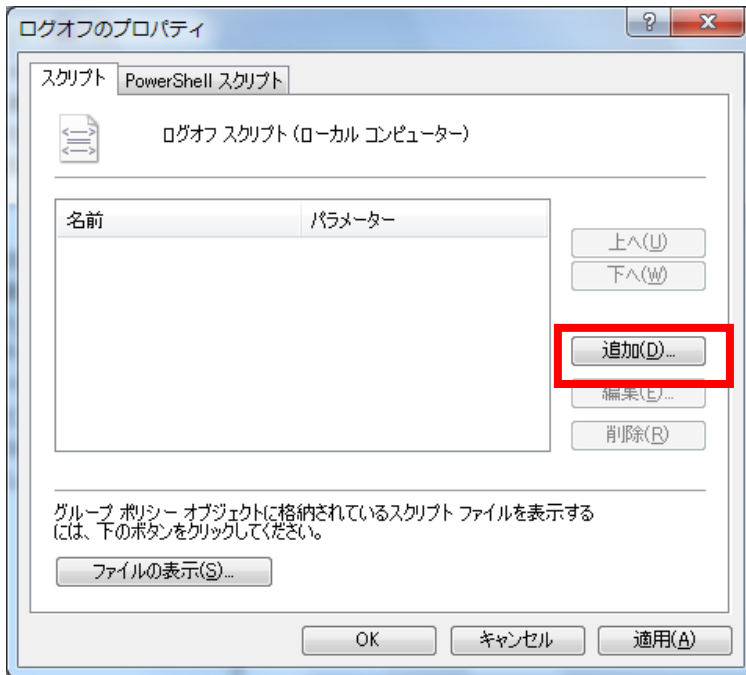 ログオフのプロパティ
スクリプト
PowerShell スクリプト
ログオフ スクリプト (ローカル コンピューター)
名前
パラメーター
上へ(U)
下へ(W)
追加(D)...
編集(E)...
削除(R)
グループ ポリシー オブジェクトに格納されているスクリプト ファイルを表示する
には、下のボタンをクリックしてください。
ファイルの表示(S)...
OK
キャンセル
適用(A)